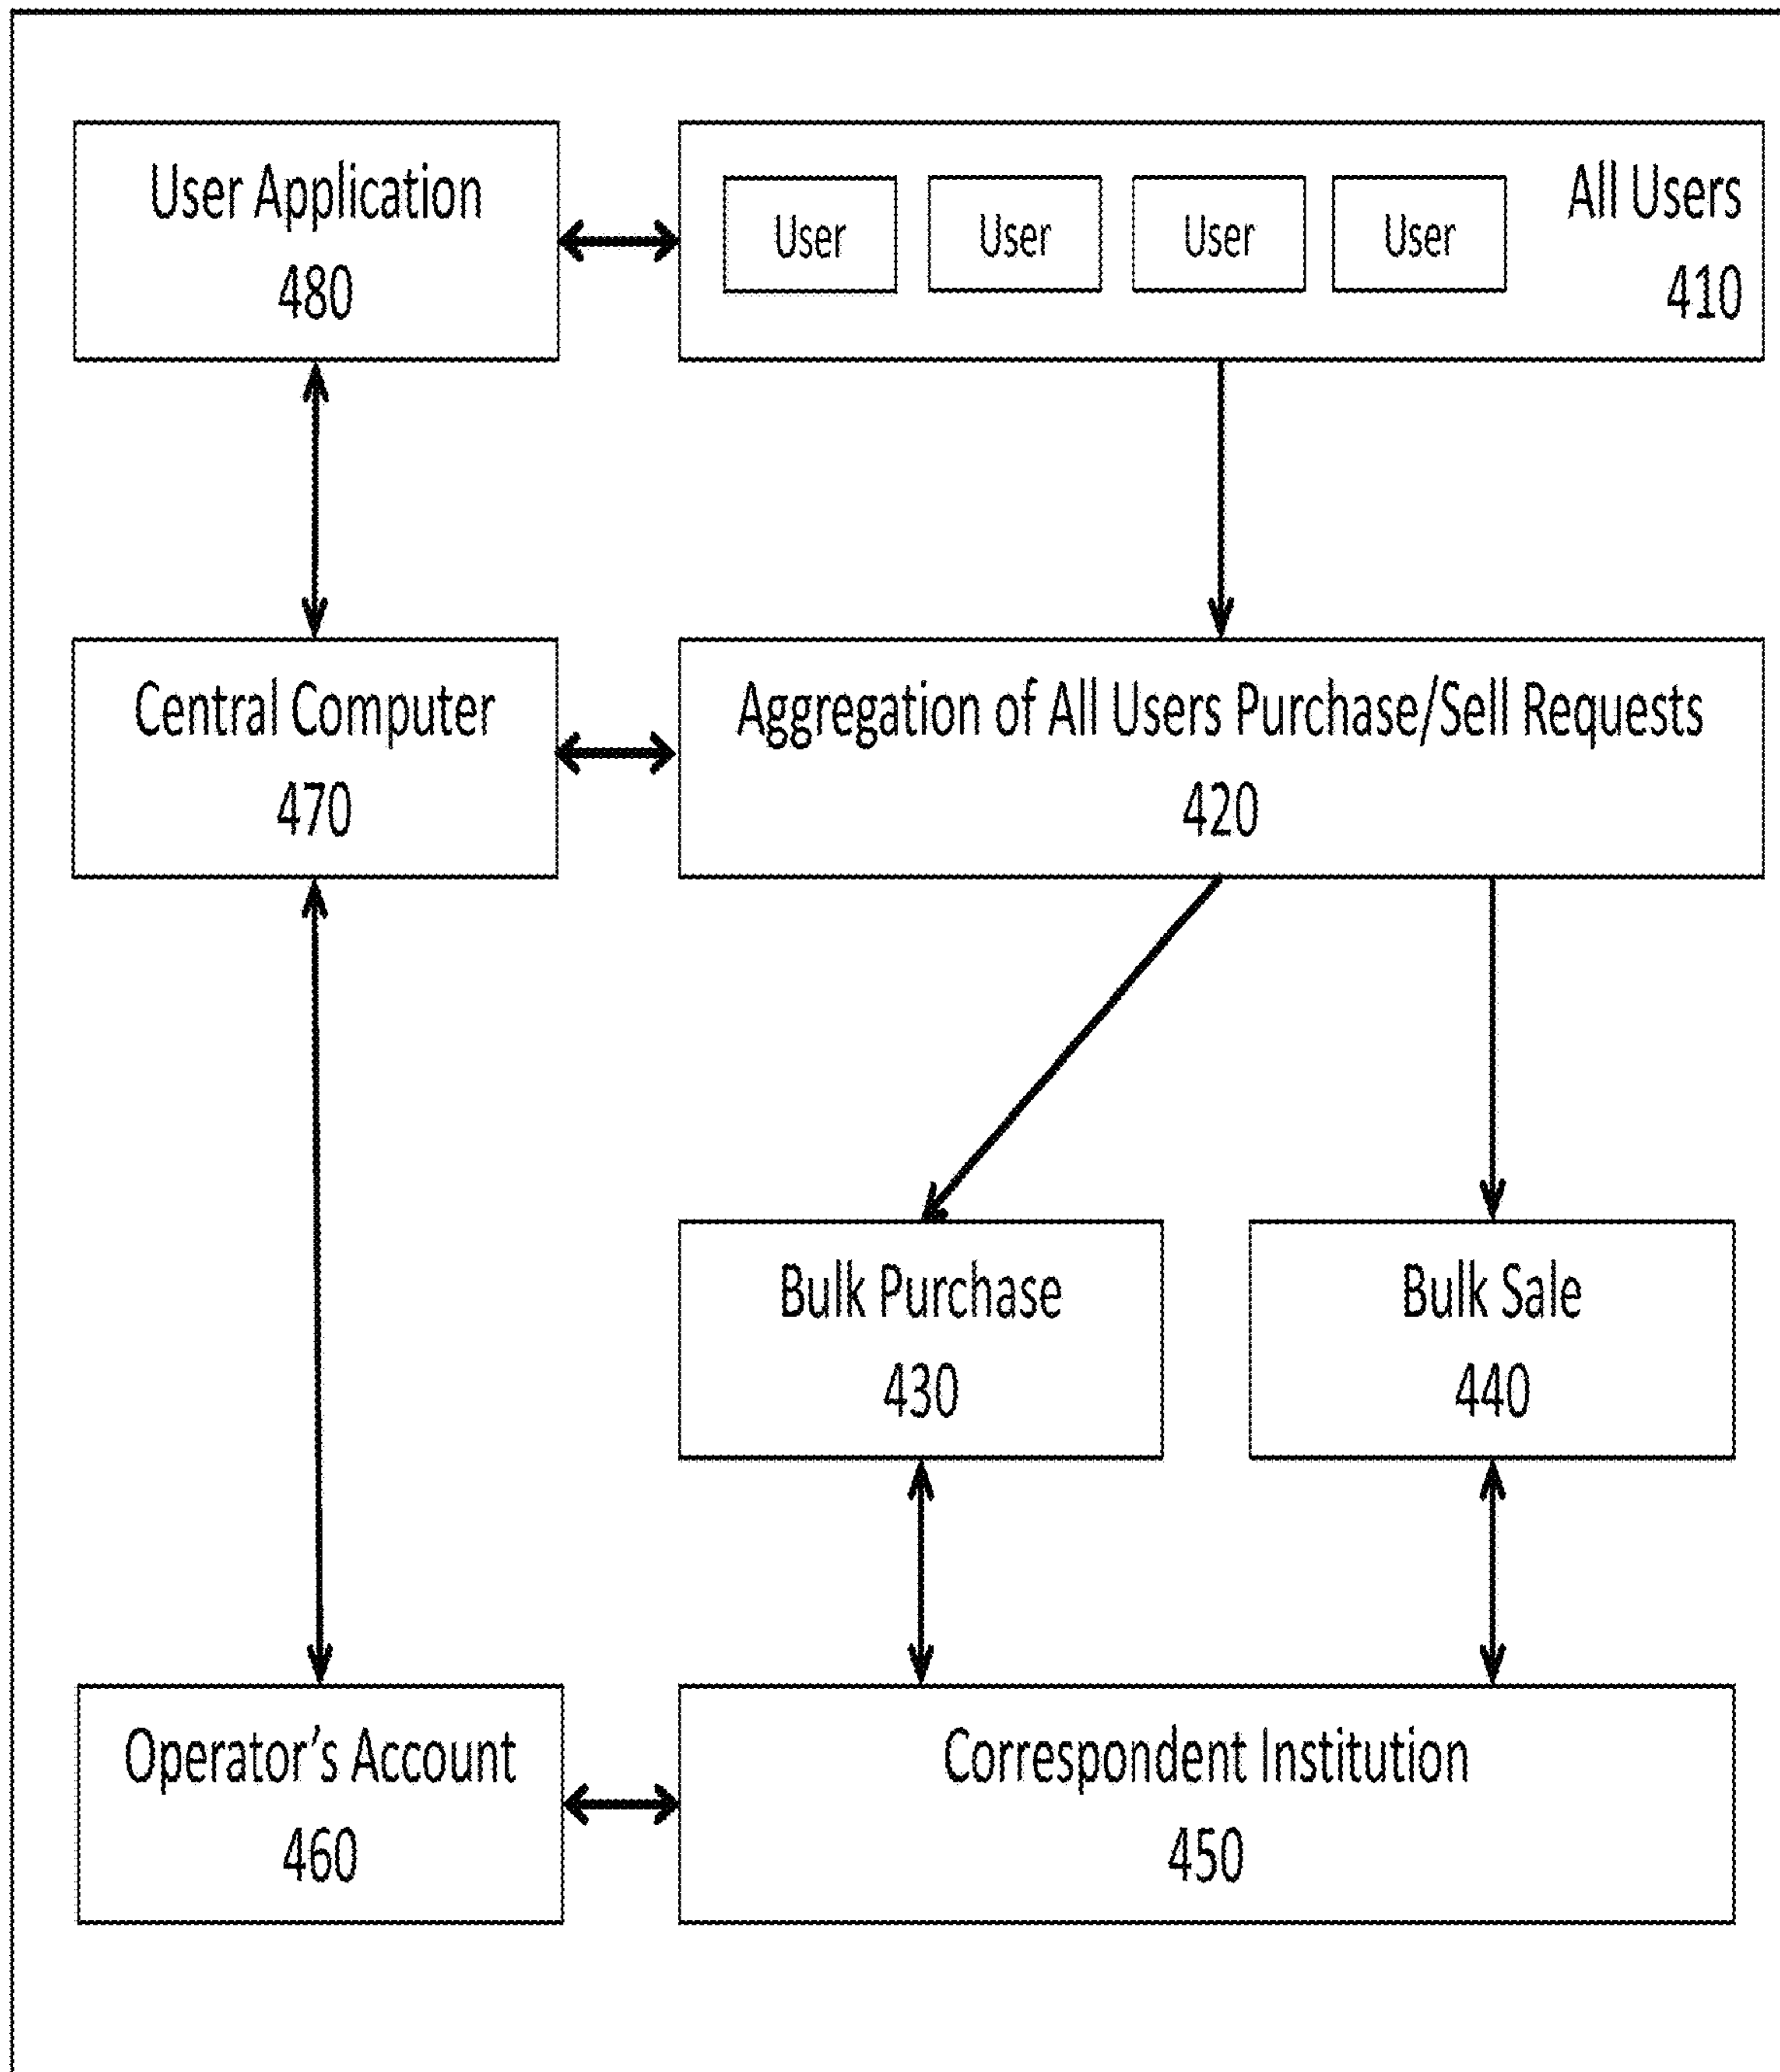 User Application
480
User
User
User
User
All Users
410
Central Computer
470
Aggregation of All Users Purchase/Sell Requests
420
Bulk Purchase
430
Bulk Sale
440
Operator's Account
460
Correspondent Institution
450